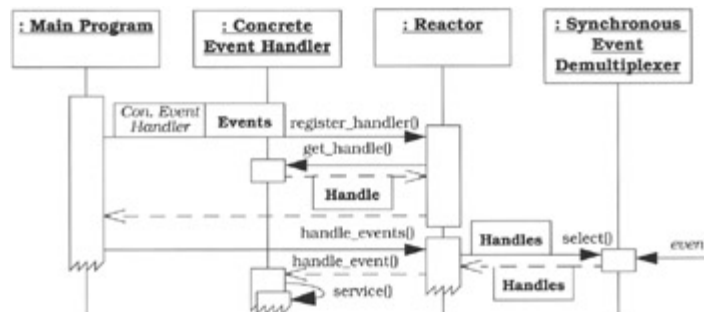 : Main Program
: Concrete
Event Handler
: Reactor
: Synchronous
Event
Demultiplexer
Con. Event
Handler
Events
register_handler()
get_handle()
Handle
handle_events()
Handles
select()
event
handle_event()
Handles
service()